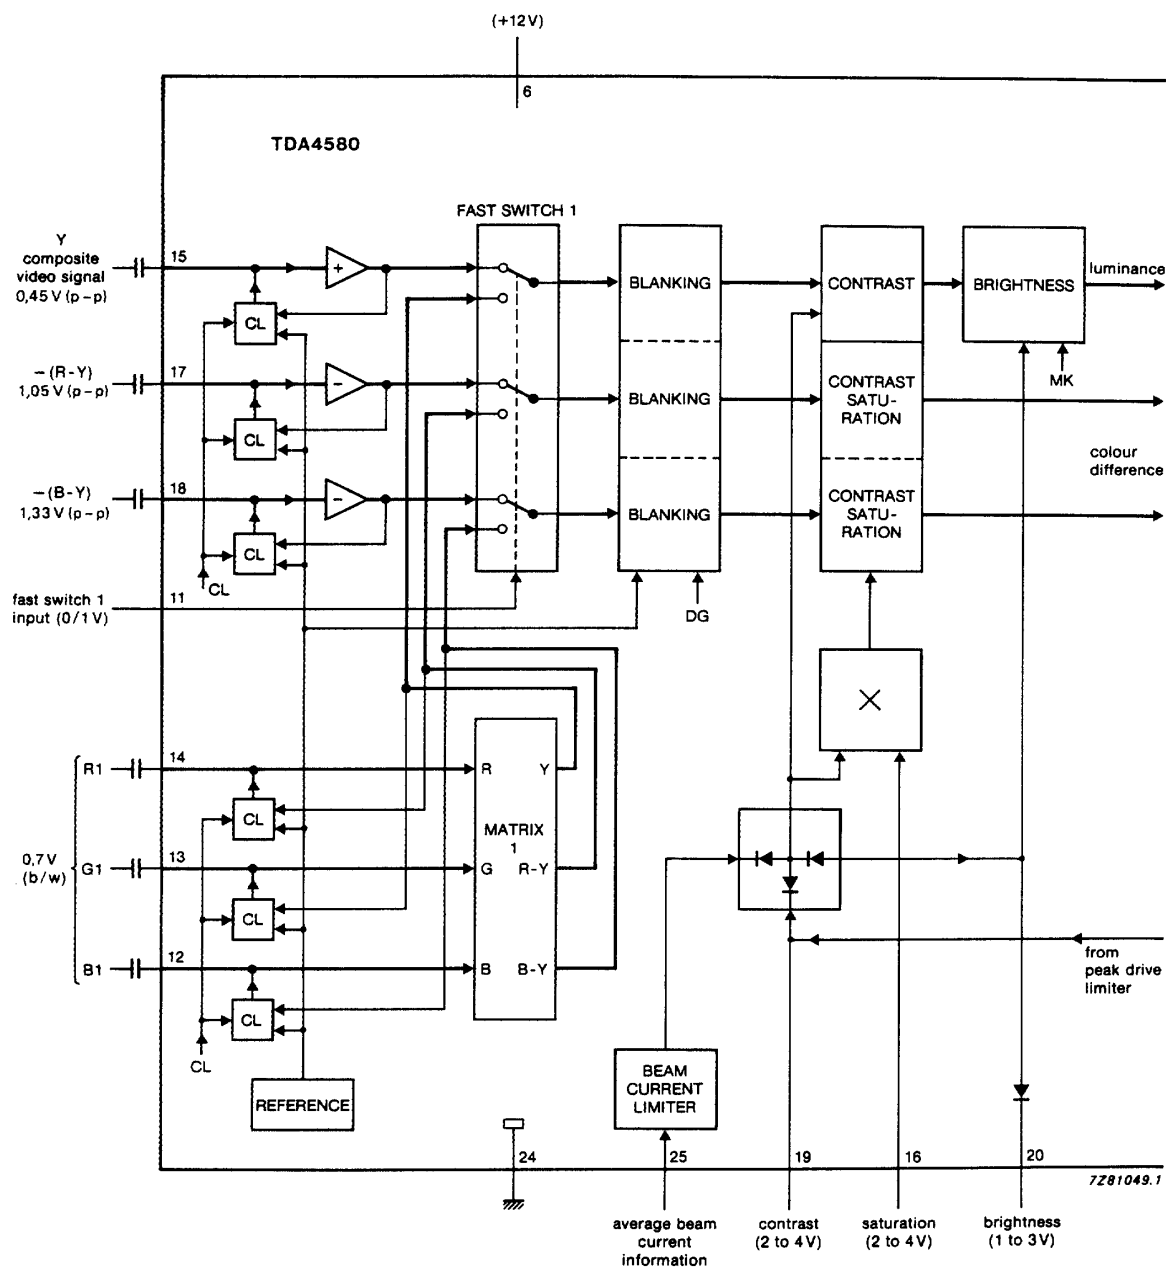 (+12V)
6
TDA4580
FAST SWITCH 1
Y
composite
video signal
0,45 V (p-p)
15
+
CL
BLANKING
CONTRAST
BRIGHTNESS
luminance
MK
-(R-Y)
1,05 V (p-p)
17
-
CL
BLANKING
CONTRAST
SATU-
RATION
colour
difference
-(B-Y)
1,33 V (p-p)
18
-
CL
BLANKING
CONTRAST
SATU-
RATION
CL
fast switch 1
input (0/1V)
11
DG
×
0,7V
(b/w)
R1
14
CL
G1
13
CL
B1
12
CL
CL
R
Y
MATRIX
1
G
R-Y
B
B-Y
from
peak drive
limiter
REFERENCE
BEAM
CURRENT
LIMITER
24
25
19
16
20
7Z81049.1
average beam
current
information
contrast
(2 to 4V)
saturation
(2 to 4V)
brightness
(1 to 3V)